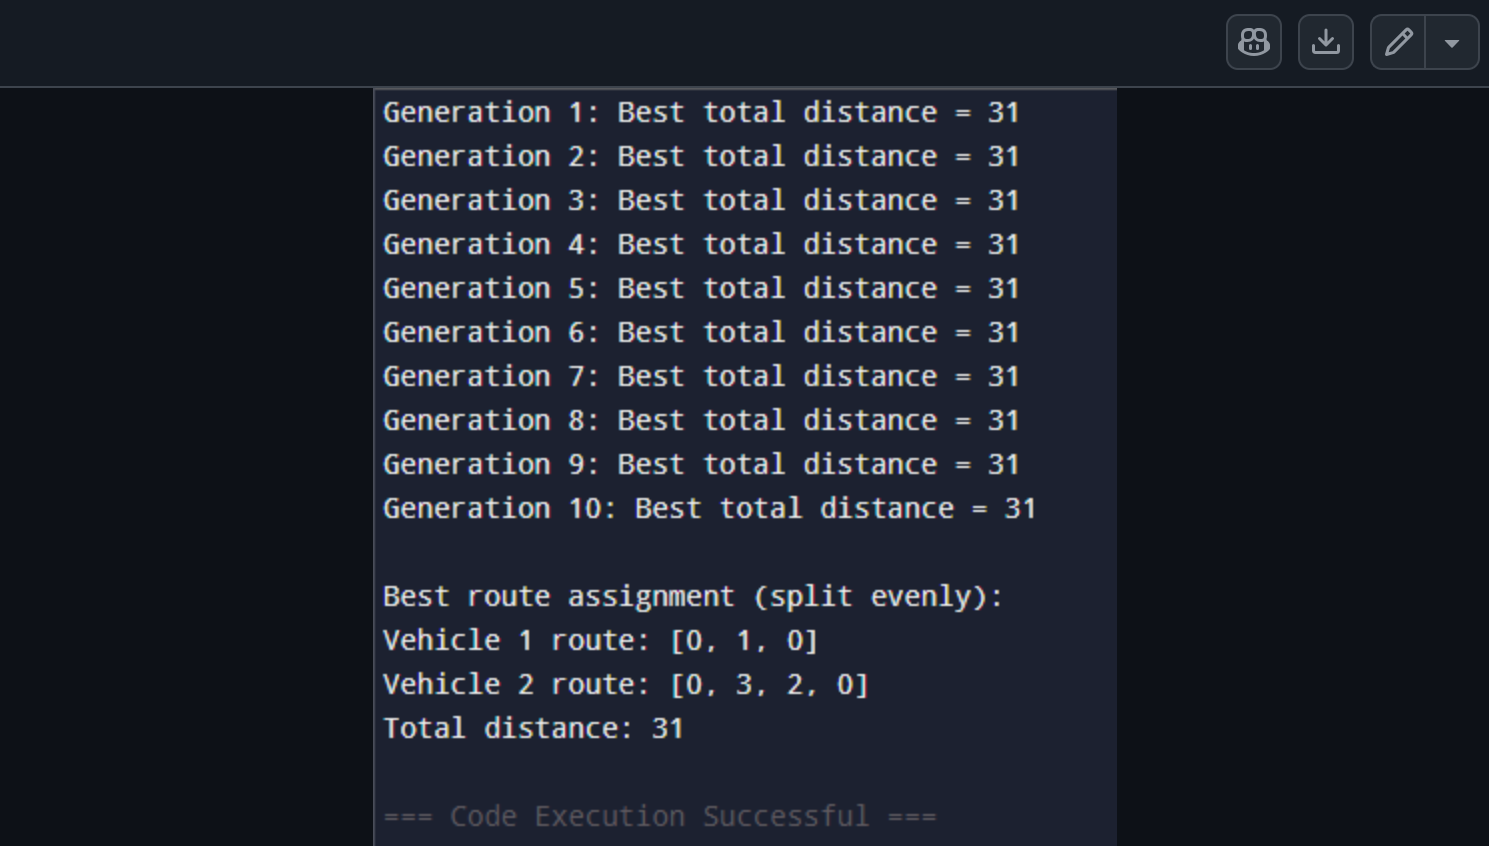 Generation 1: Best total distance = 31
Generation 2: Best total distance = 31
Generation 3: Best total distance = 31
Generation 4: Best total distance = 31
Generation 5: Best total distance = 31
Generation 6: Best total distance = 31
Generation 7: Best total distance = 31
Generation 8: Best total distance = 31
Generation 9: Best total distance = 31
Generation 10: Best total distance = 31
Best route assignment (split evenly):
Vehicle 1 route: [0, 1, 0]
Vehicle 2 route: [0, 3, 2, 0]
Total distance: 31
=== Code Execution Successful ===